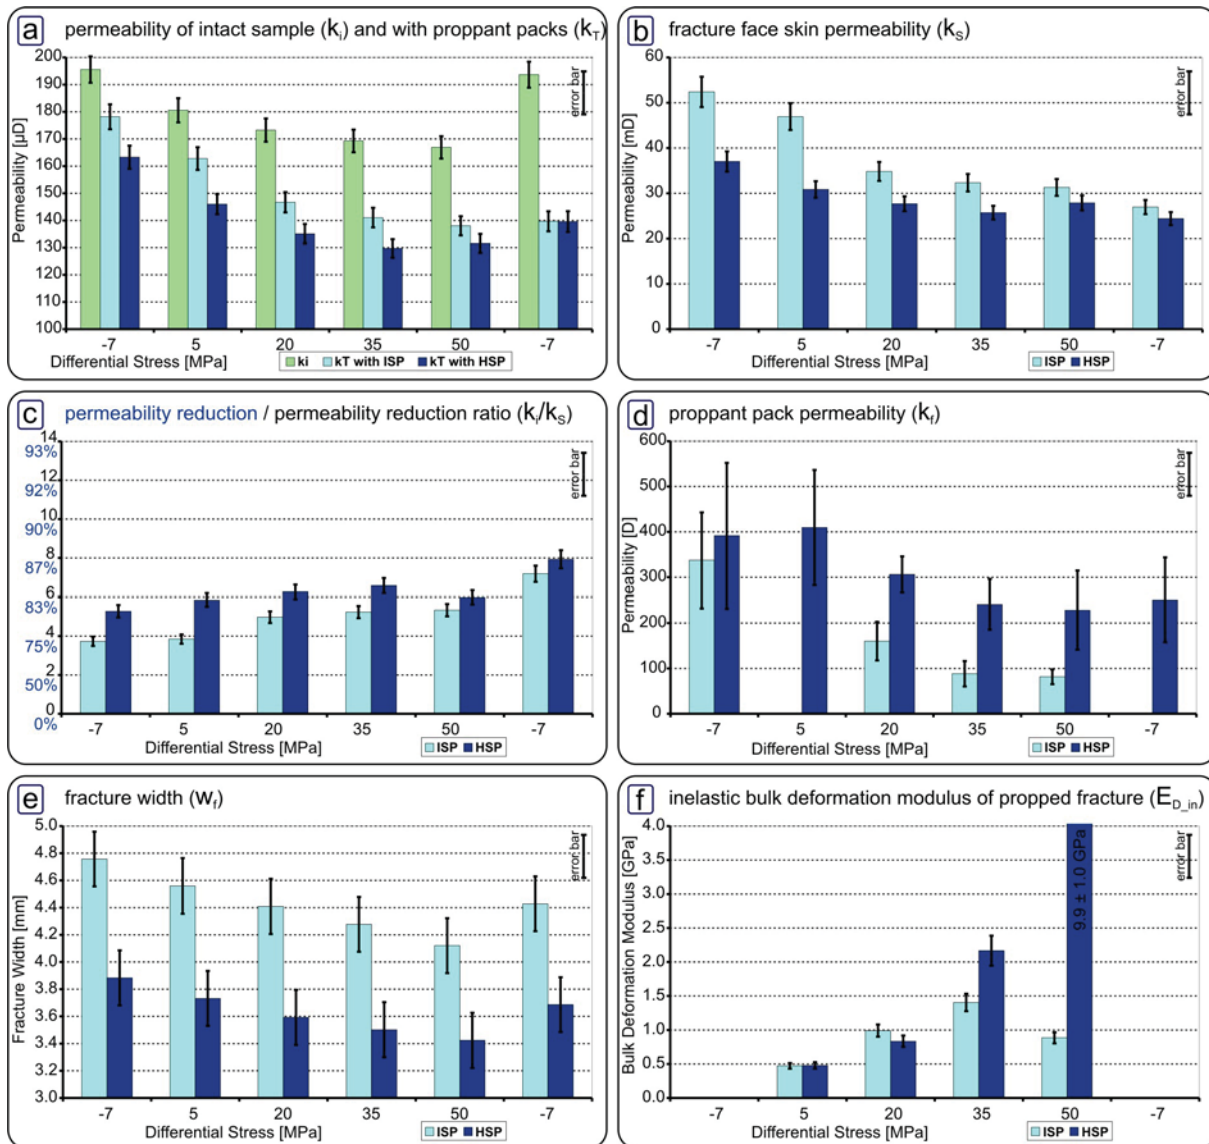 a permeability of intact sample (ki) and with proppant packs (kT)
200
190
180
170
160
150
140
130
120
110
100
Permeability [µD]
error bar
-7 5 20 35 50 -7
Differential Stress [MPa]
ki kT with ISP kT with HSP
b fracture face skin permeability (kS)
60
50
40
30
20
10
0
Permeability [mD]
error bar
-7 5 20 35 50 -7
Differential Stress [MPa]
ISP HSP
c permeability reduction / permeability reduction ratio (ki/kS)
14
93%
12
92%
10
90%
8
87%
6
83%
4
75%
2
50%
0
0%
error bar
-7 5 20 35 50 -7
Differential Stress [MPa]
ISP HSP
d proppant pack permeability (kf)
600
500
400
300
200
100
0
Permeability [D]
error bar
-7 5 20 35 50 -7
Differential Stress [MPa]
ISP HSP
e fracture width (wf)
5.0
4.8
4.6
4.4
4.2
4.0
3.8
3.6
3.4
3.2
3.0
Fracture Width [mm]
error bar
-7 5 20 35 50 -7
Differential Stress [MPa]
ISP HSP
f inelastic bulk deformation modulus of propped fracture (ED_in)
4.0
3.5
3.0
2.5
2.0
1.5
1.0
0.5
0.0
Bulk Deformation Modulus [GPa]
9.9 ± 1.0 GPa
error bar
-7 5 20 35 50 -7
Differential Stress [MPa]
ISP HSP